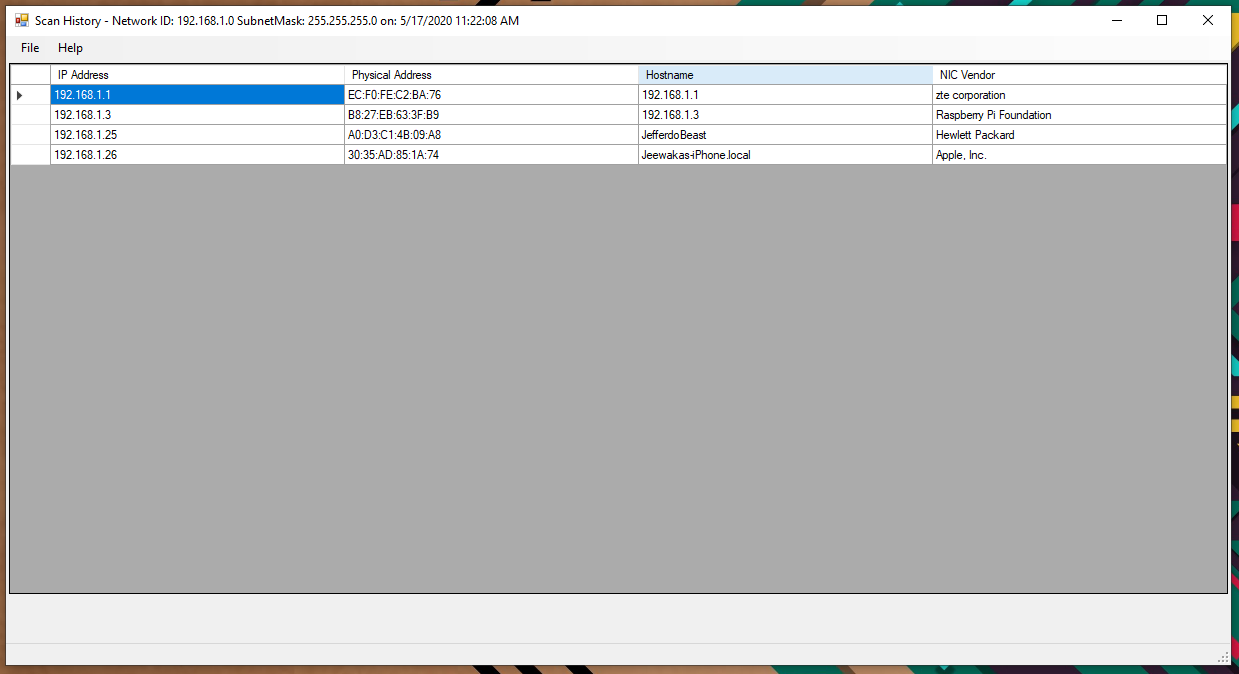 Scan History - Network ID: 192.168.1.0 SubnetMask: 255.255.255.0 on: 5/17/2020 11:22:08 AM
File Help
IP Address Physical Address Hostname NIC Vendor
192.168.1.1 EC:F0:FE:C2:BA:76 192.168.1.1 zte corporation
192.168.1.3 B8:27:EB:63:3F:B9 192.168.1.3 Raspberry Pi Foundation
192.168.1.25 A0:D3:C1:4B:09:A8 JefferdoBeast Hewlett Packard
192.168.1.26 30:35:AD:85:1A:74 Jeewakas-iPhone.local Apple, Inc.